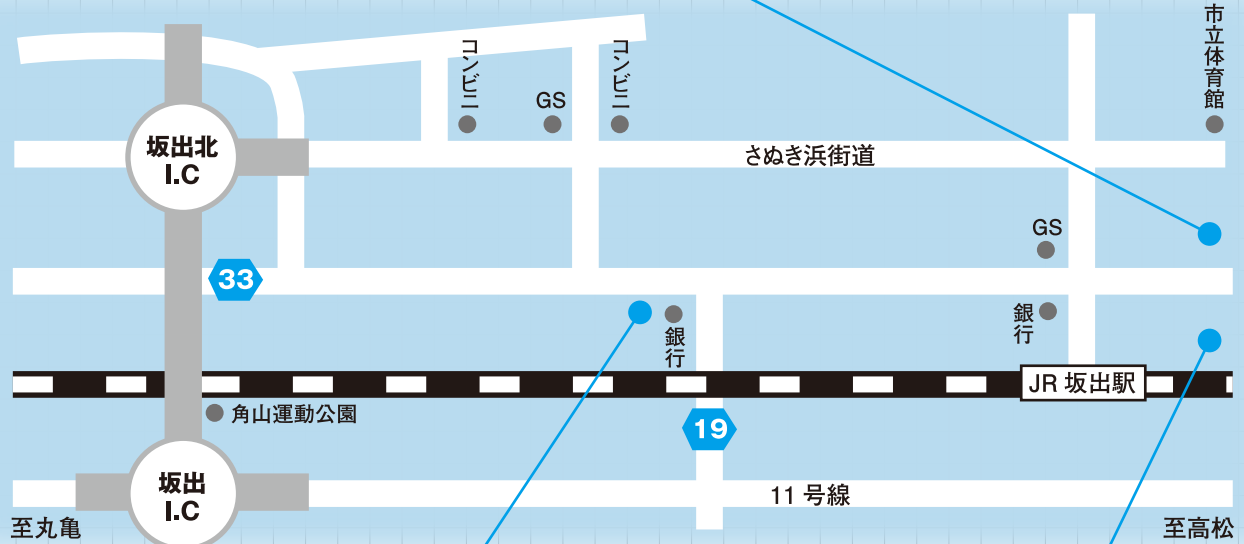 市立体育館
コンビニ
GS
コンビニ
坂出北
I.C
さぬき浜街道
GS
33
銀行
銀行
JR 坂出駅
角山運動公園
19
坂出
I.C
11 号線
至丸亀
至高松